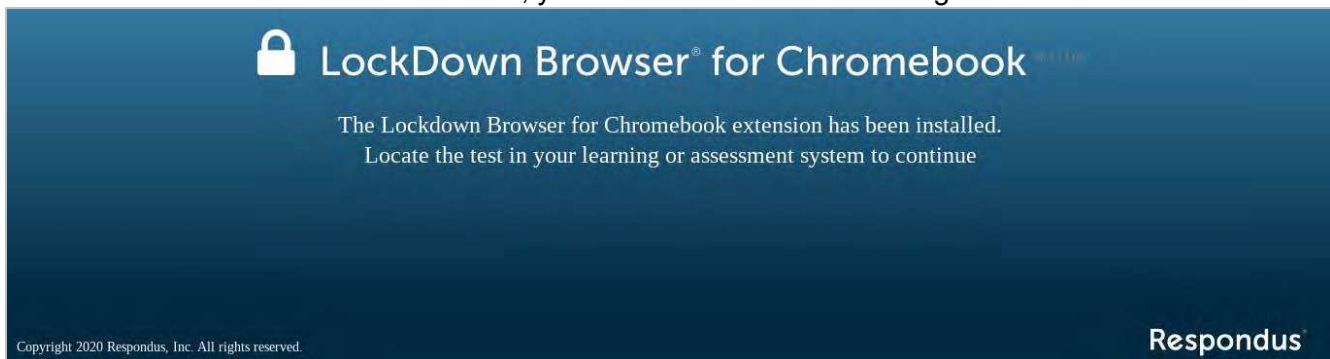 LockDown Browser® for Chromebook
The Lockdown Browser for Chromebook extension has been installed.
Locate the test in your learning or assessment system to continue
Copyright 2020 Respondus, Inc. All rights reserved.
Respondus®